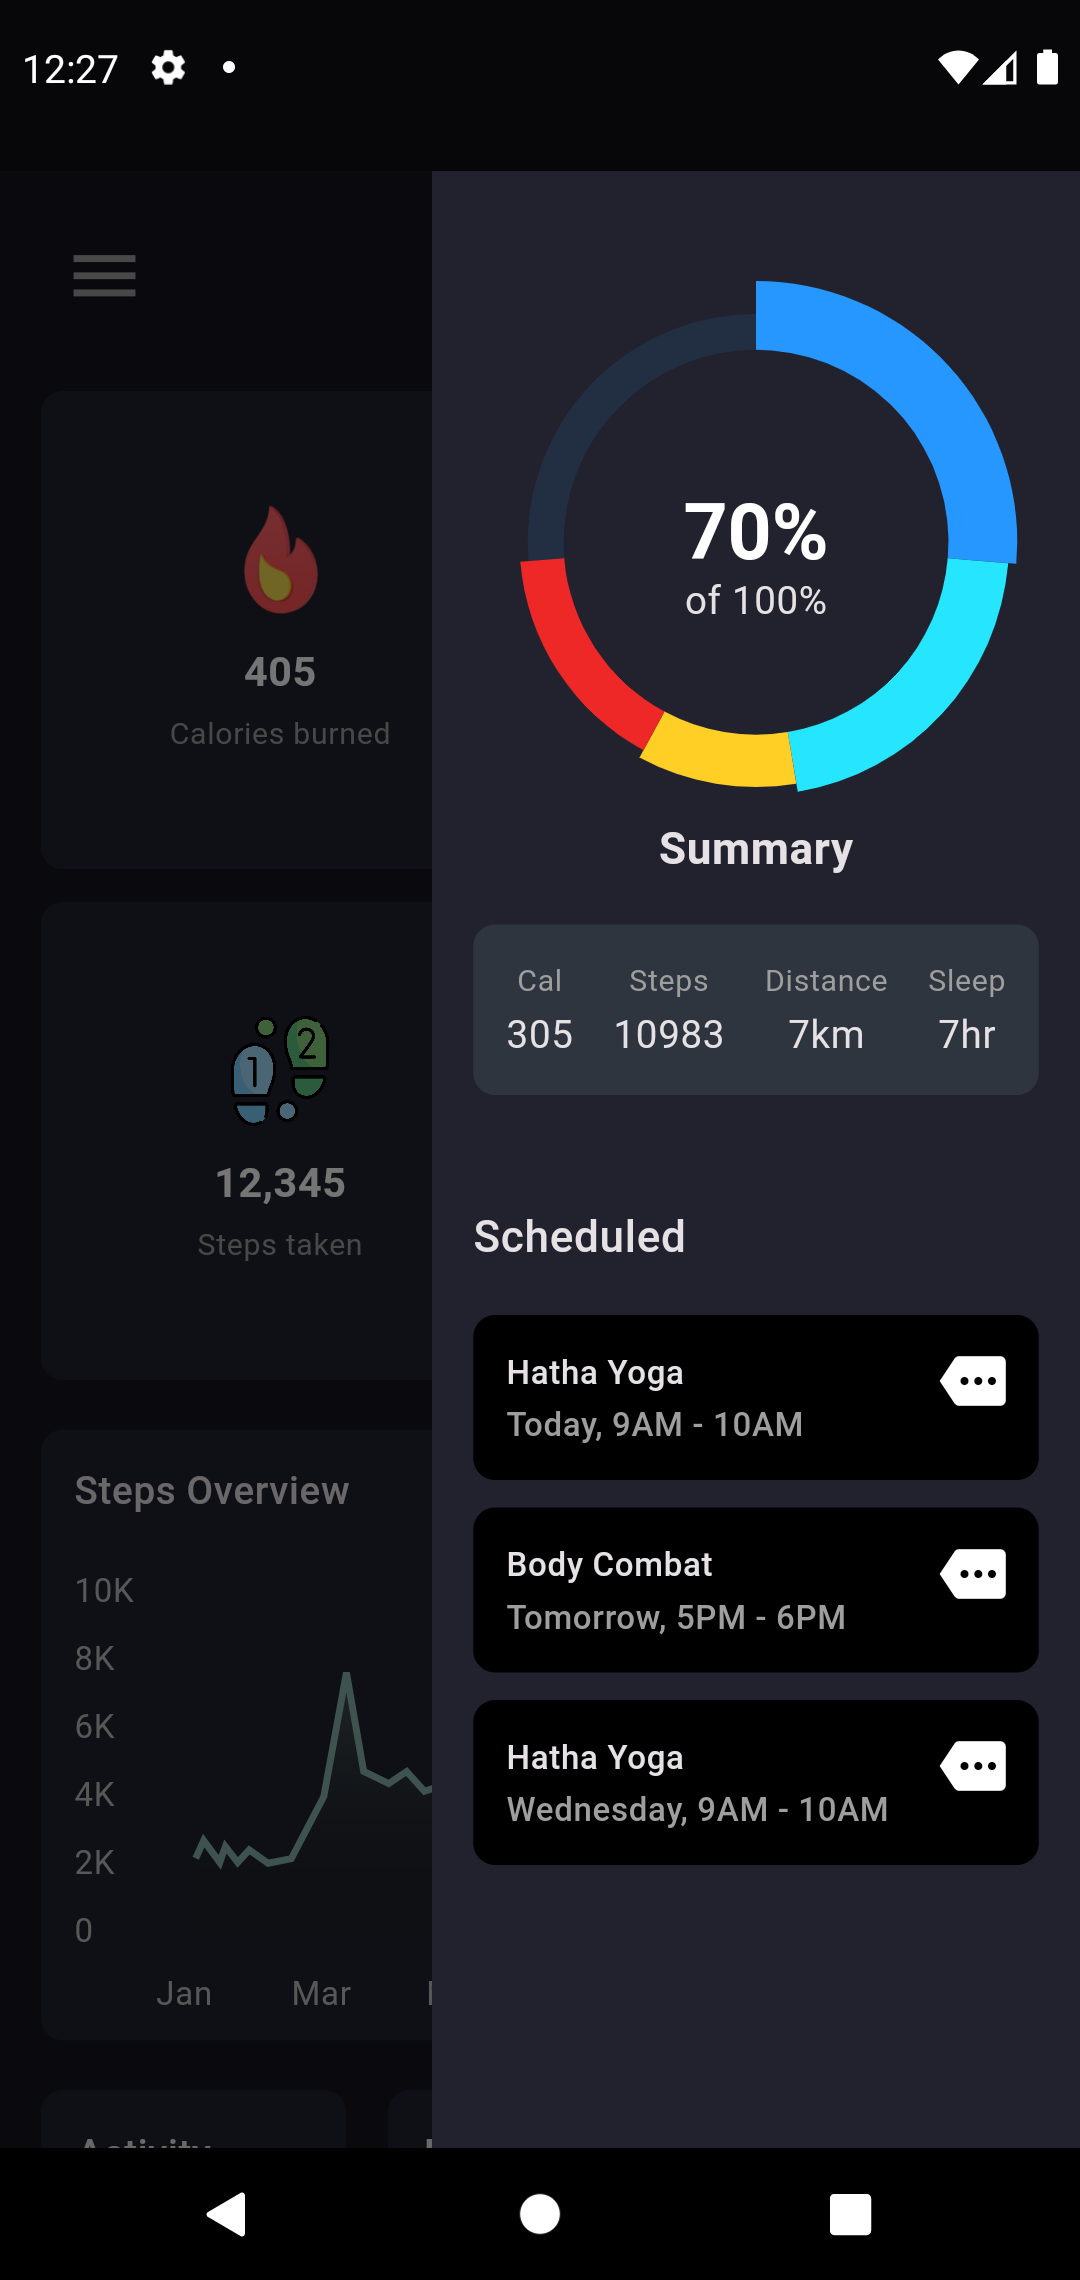 12:27
405
Calories burned
1 2
12,345
Steps taken
Steps Overview
10K
8K
6K
4K
2K
0
Jan Mar
Activity
70%
of 100%
Summary
Cal Steps Distance Sleep
305 10983 7km 7hr
Scheduled
Hatha Yoga
Today, 9AM - 10AM
Body Combat
Tomorrow, 5PM - 6PM
Hatha Yoga
Wednesday, 9AM - 10AM